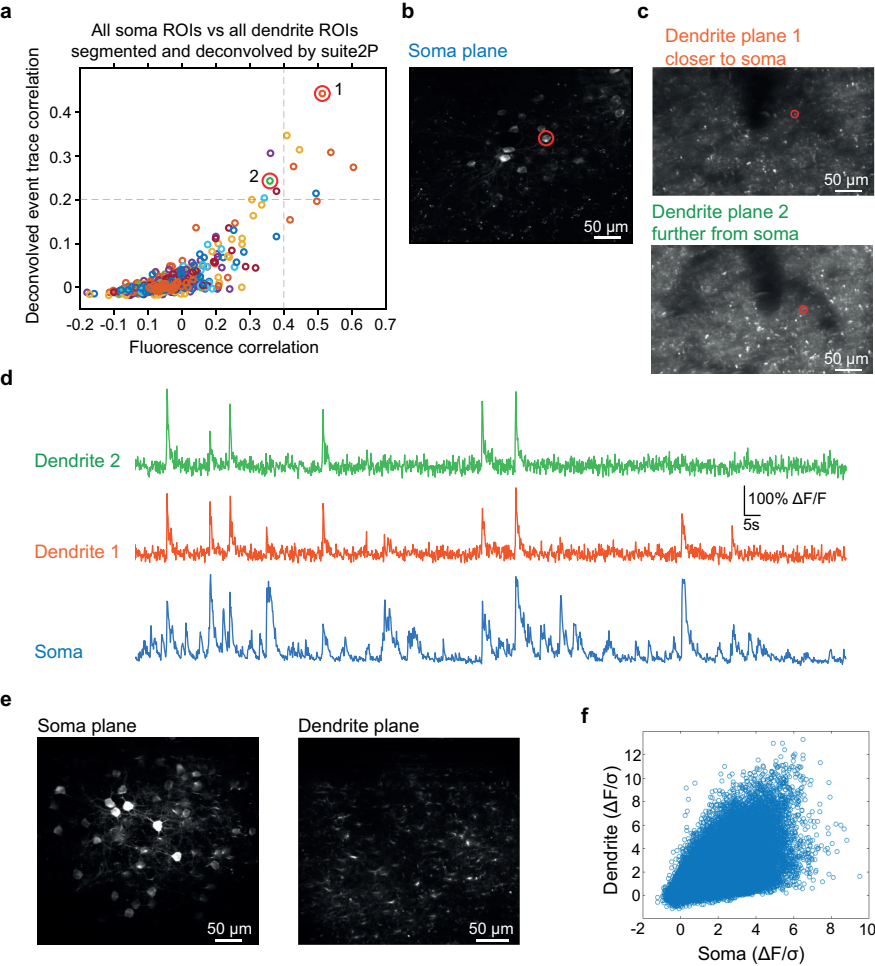 a
All soma ROIs vs all dendrite ROIs
segmented and deconvolved by suite2P
Deconvolved event trace correlation
0.4
0.3
0.2
0.1
0
1
2
-0.2 -0.1 0.1 0 0.2 0.3 0.4 0.5 0.6 0.7
Fluorescence correlation
b
Soma plane
50 µm
c
Dendrite plane 1
closer to soma
50 µm
Dendrite plane 2
further from soma
50 µm
d
Dendrite 2
Dendrite 1
Soma
100% ΔF/F
5s
e
Soma plane
50 µm
Dendrite plane
50 µm
f
Dendrite (ΔF/σ)
12
10
8
6
4
2
0
-2 0 2 4 6 8 10
Soma (ΔF/σ)